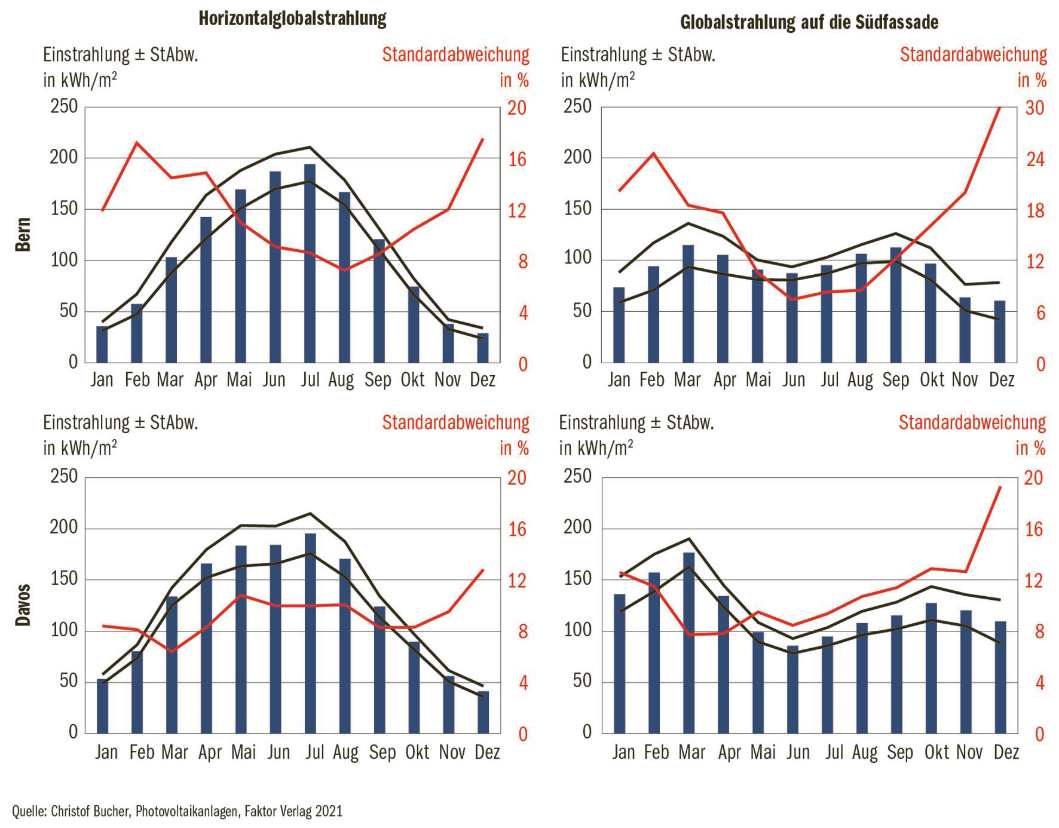 Horizontalglobalstrahlung
Globalstrahlung auf die Südfassade
Einstrahlung ± StAbw.
in kWh/m²
Standardabweichung
in %
Einstrahlung ± StAbw.
in kWh/m²
Standardabweichung
in %
Bern
250
200
150
100
50
0
20
16
12
8
4
0
Jan Feb Mar Apr Mai Jun Jul Aug Sep Okt Nov Dez
250
200
150
100
50
0
30
24
18
12
6
0
Jan Feb Mar Apr Mai Jun Jul Aug Sep Okt Nov Dez
Einstrahlung ± StAbw.
in kWh/m²
Standardabweichung
in %
Einstrahlung ± StAbw.
in kWh/m²
Standardabweichung
in %
Davos
250
200
150
100
50
0
20
16
12
8
4
0
Jan Feb Mar Apr Mai Jun Jul Aug Sep Okt Nov Dez
250
200
150
100
50
0
20
16
12
8
4
0
Jan Feb Mar Apr Mai Jun Jul Aug Sep Okt Nov Dez
Quelle: Christof Bucher, Photovoltaikanlagen, Faktor Verlag 2021